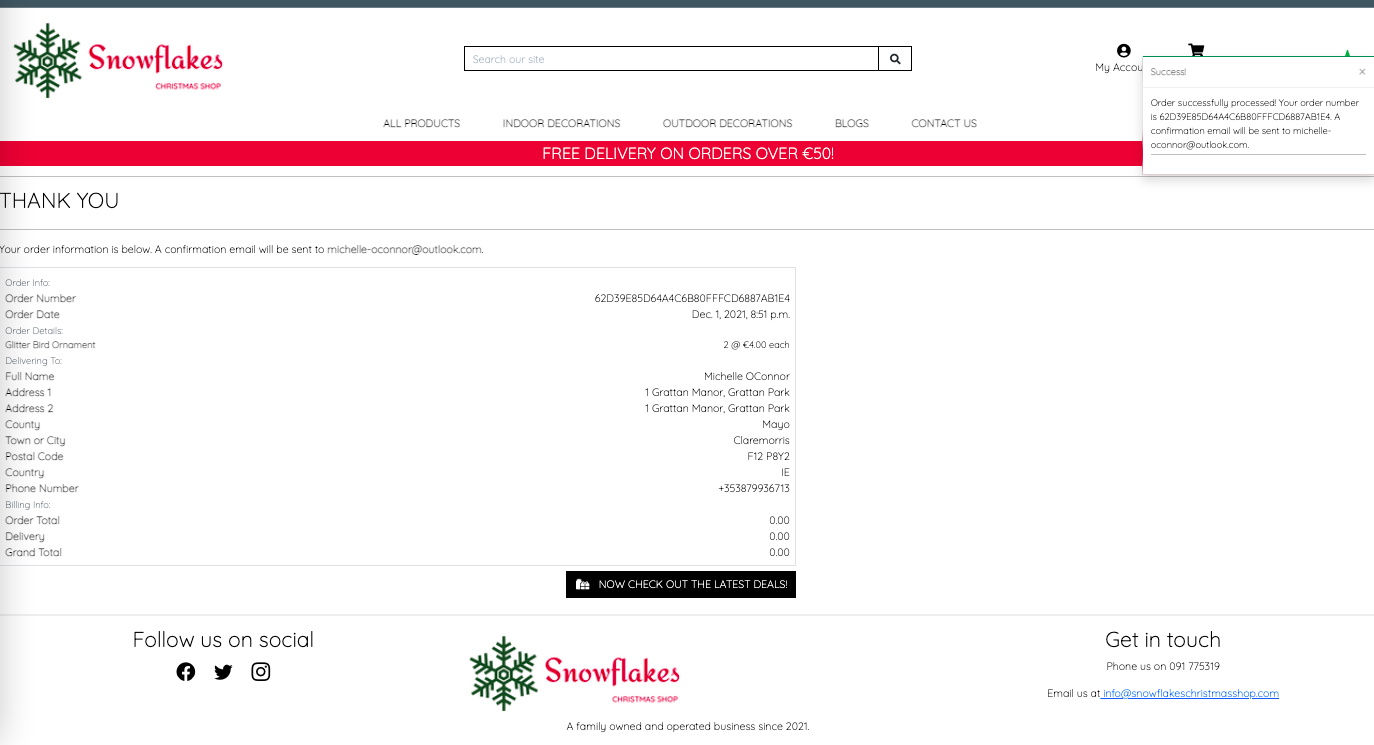 Snowflakes
CHRISTMAS SHOP
Search our site
My Accou
Success!
×
Order successfully processed! Your order number
is 62D39E85D64A4C6B80FFFCD6887AB1E4. A
confirmation email will be sent to michelle-
oconnor@outlook.com.
ALL PRODUCTS INDOOR DECORATIONS OUTDOOR DECORATIONS BLOGS CONTACT US
FREE DELIVERY ON ORDERS OVER €50!
THANK YOU
Your order information is below. A confirmation email will be sent to michelle-oconnor@outlook.com.
Order Info:
Order Number 62D39E85D64A4C6B80FFFCD6887AB1E4
Order Date Dec. 1, 2021, 8:51 p.m.
Order Details:
Glitter Bird Ornament 2 @ €4.00 each
Delivering To:
Full Name Michelle OConnor
Address 1 1 Grattan Manor, Grattan Park
Address 2 1 Grattan Manor, Grattan Park
County Mayo
Town or City Claremorris
Postal Code F12 P8Y2
Country IE
Phone Number +353879936713
Billing Info:
Order Total 0.00
Delivery 0.00
Grand Total 0.00
NOW CHECK OUT THE LATEST DEALS!
Follow us on social
Snowflakes
CHRISTMAS SHOP
A family owned and operated business since 2021.
Get in touch
Phone us on 091 775319
Email us at info@snowflakeschristmasshop.com